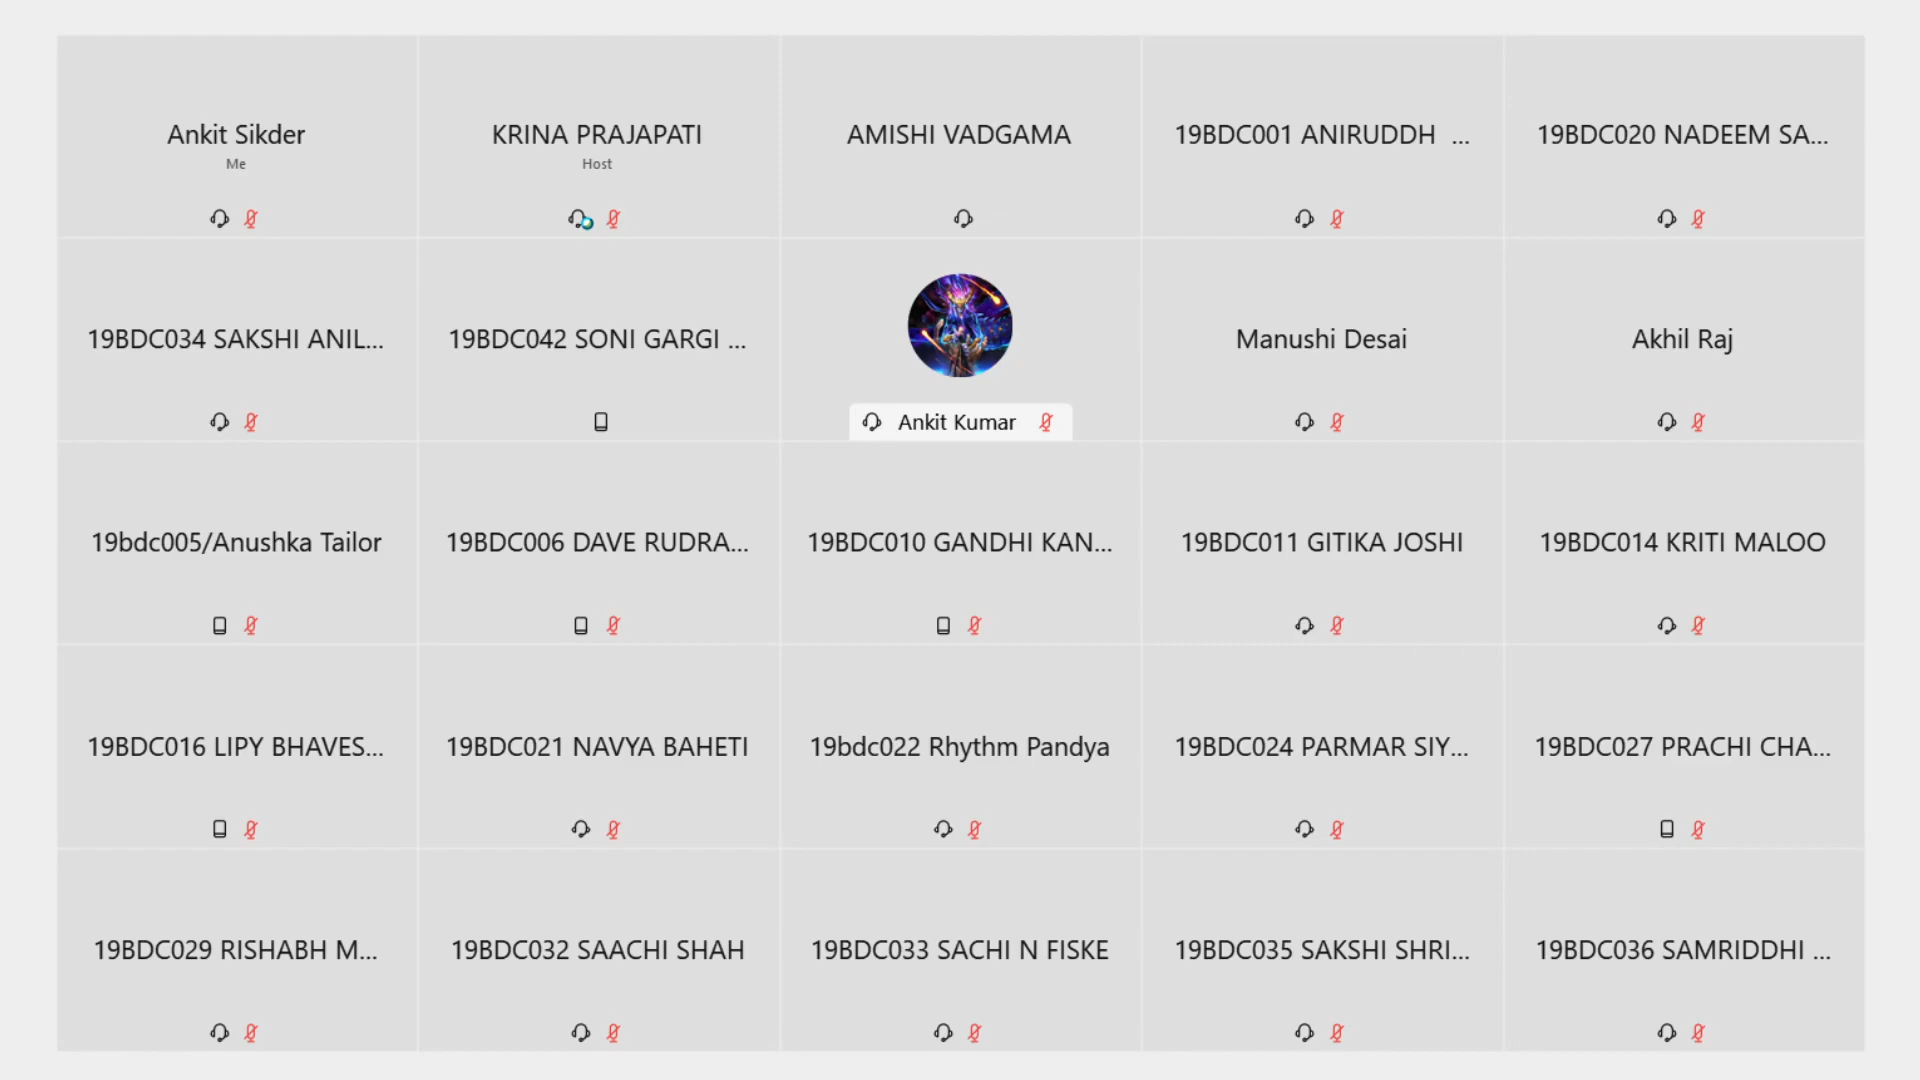 Ankit Sikder
Me
KRINA PRAJAPATI
Host
AMISHI VADGAMA
19BDC001 ANIRUDDH ...
19BDC020 NADEEM SA...
19BDC034 SAKSHI ANIL...
19BDC042 SONI GARGI ...
Ankit Kumar
Manushi Desai
Akhil Raj
19bdc005/Anushka Tailor
19BDC006 DAVE RUDRA...
19BDC010 GANDHI KAN...
19BDC011 GITIKA JOSHI
19BDC014 KRITI MALOO
19BDC016 LIPY BHAVES...
19BDC021 NAVYA BAHETI
19bdc022 Rhythm Pandya
19BDC024 PARMAR SIY...
19BDC027 PRACHI CHA...
19BDC029 RISHABH M...
19BDC032 SAACHI SHAH
19BDC033 SACHI N FISKE
19BDC035 SAKSHI SHRI...
19BDC036 SAMRIDDHI ...